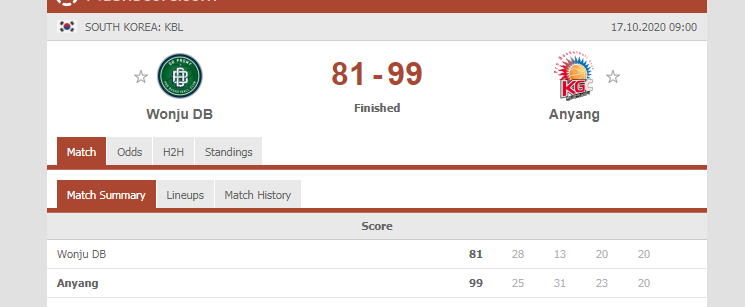 SOUTH KOREA: KBL 17.10.2020 09:00
81 - 99
Finished
Wonju DB Anyang
Match Odds H2H Standings
Match Summary Lineups Match History
Score
Wonju DB 81 28 13 20 20
Anyang 99 25 31 23 20